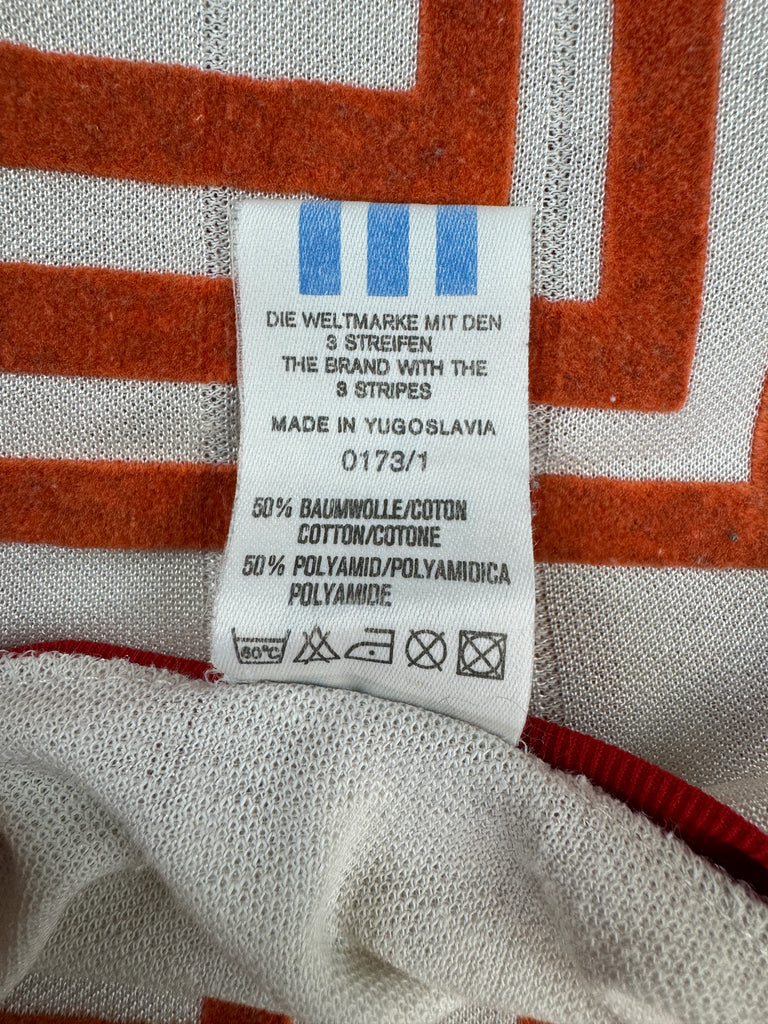 DIE WELTMARKE MIT DEN
3 STREIFEN
THE BRAND WITH THE
3 STRIPES
MADE IN YUGOSLAVIA
0173/1
50% BAUMWOLLE/COTON
COTTON/COTONE
50% POLYAMID/POLYAMIDICA
POLYAMIDE
60°C